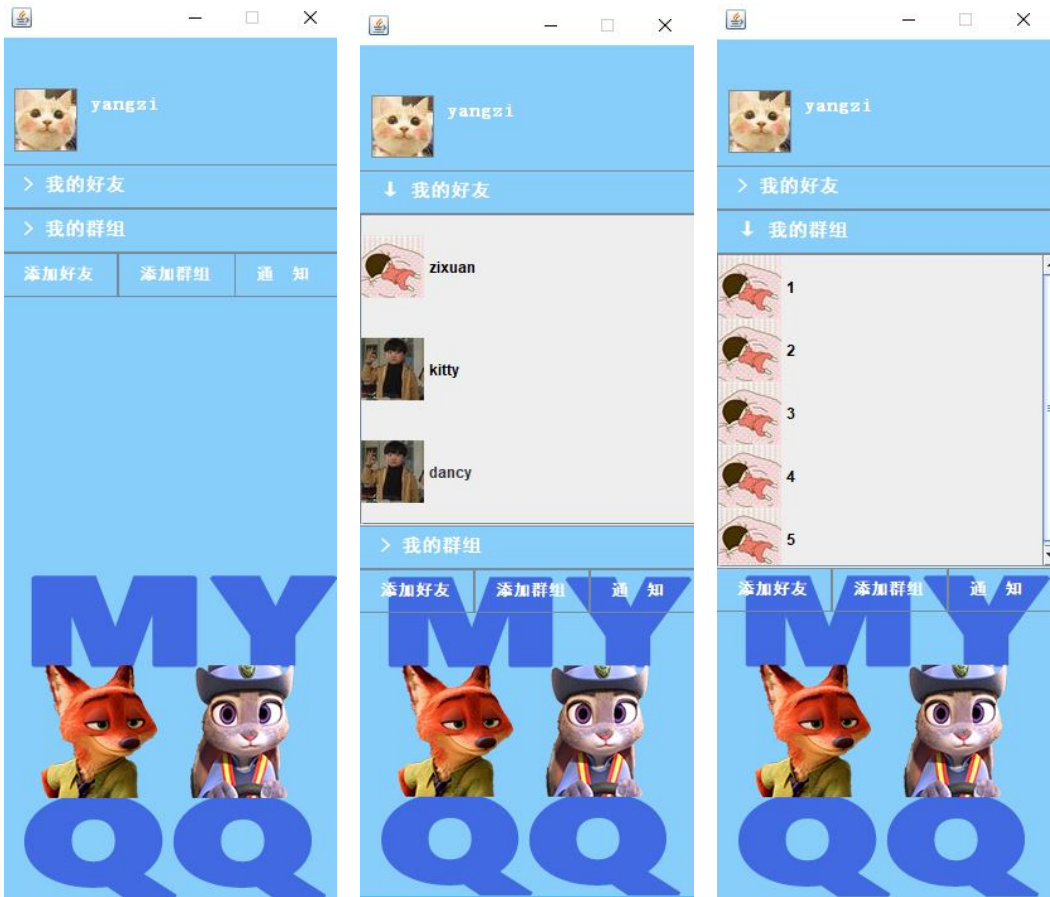 yangzi
> 我的好友
> 我的群组
添加好友 添加群组 通 知
MY
QQ
yangzi
↓ 我的好友
zixuan
kitty
dancy
> 我的群组
添加好友 添加群组 通 知
MY
QQ
yangzi
> 我的好友
↓ 我的群组
1
2
3
4
5
添加好友 添加群组 通 知
MY
QQ